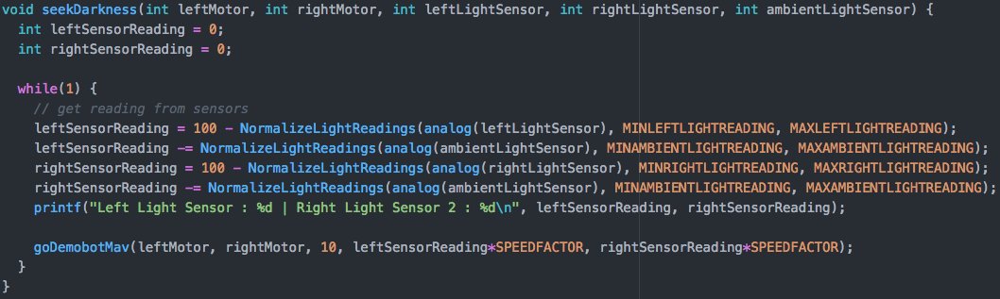 void seekDarkness(int leftMotor, int rightMotor, int leftLightSensor, int rightLightSensor, int ambientLightSensor) {
  int leftSensorReading = 0;
  int rightSensorReading = 0;

  while(1) {
    // get reading from sensors
    leftSensorReading = 100 - NormalizeLightReadings(analog(leftLightSensor), MINLEFTLIGHTREADING, MAXLEFTLIGHTREADING);
    leftSensorReading -= NormalizeLightReadings(analog(ambientLightSensor), MINAMBIENTLIGHTREADING, MAXAMBIENTLIGHTREADING);
    rightSensorReading = 100 - NormalizeLightReadings(analog(rightLightSensor), MINRIGHTLIGHTREADING, MAXRIGHTLIGHTREADING);
    rightSensorReading -= NormalizeLightReadings(analog(ambientLightSensor), MINAMBIENTLIGHTREADING, MAXAMBIENTLIGHTREADING);
    printf("Left Light Sensor : %d | Right Light Sensor 2 : %d\n", leftSensorReading, rightSensorReading);

    goDemobotMav(leftMotor, rightMotor, 10, leftSensorReading*SPEEDFACTOR, rightSensorReading*SPEEDFACTOR);
  }
}